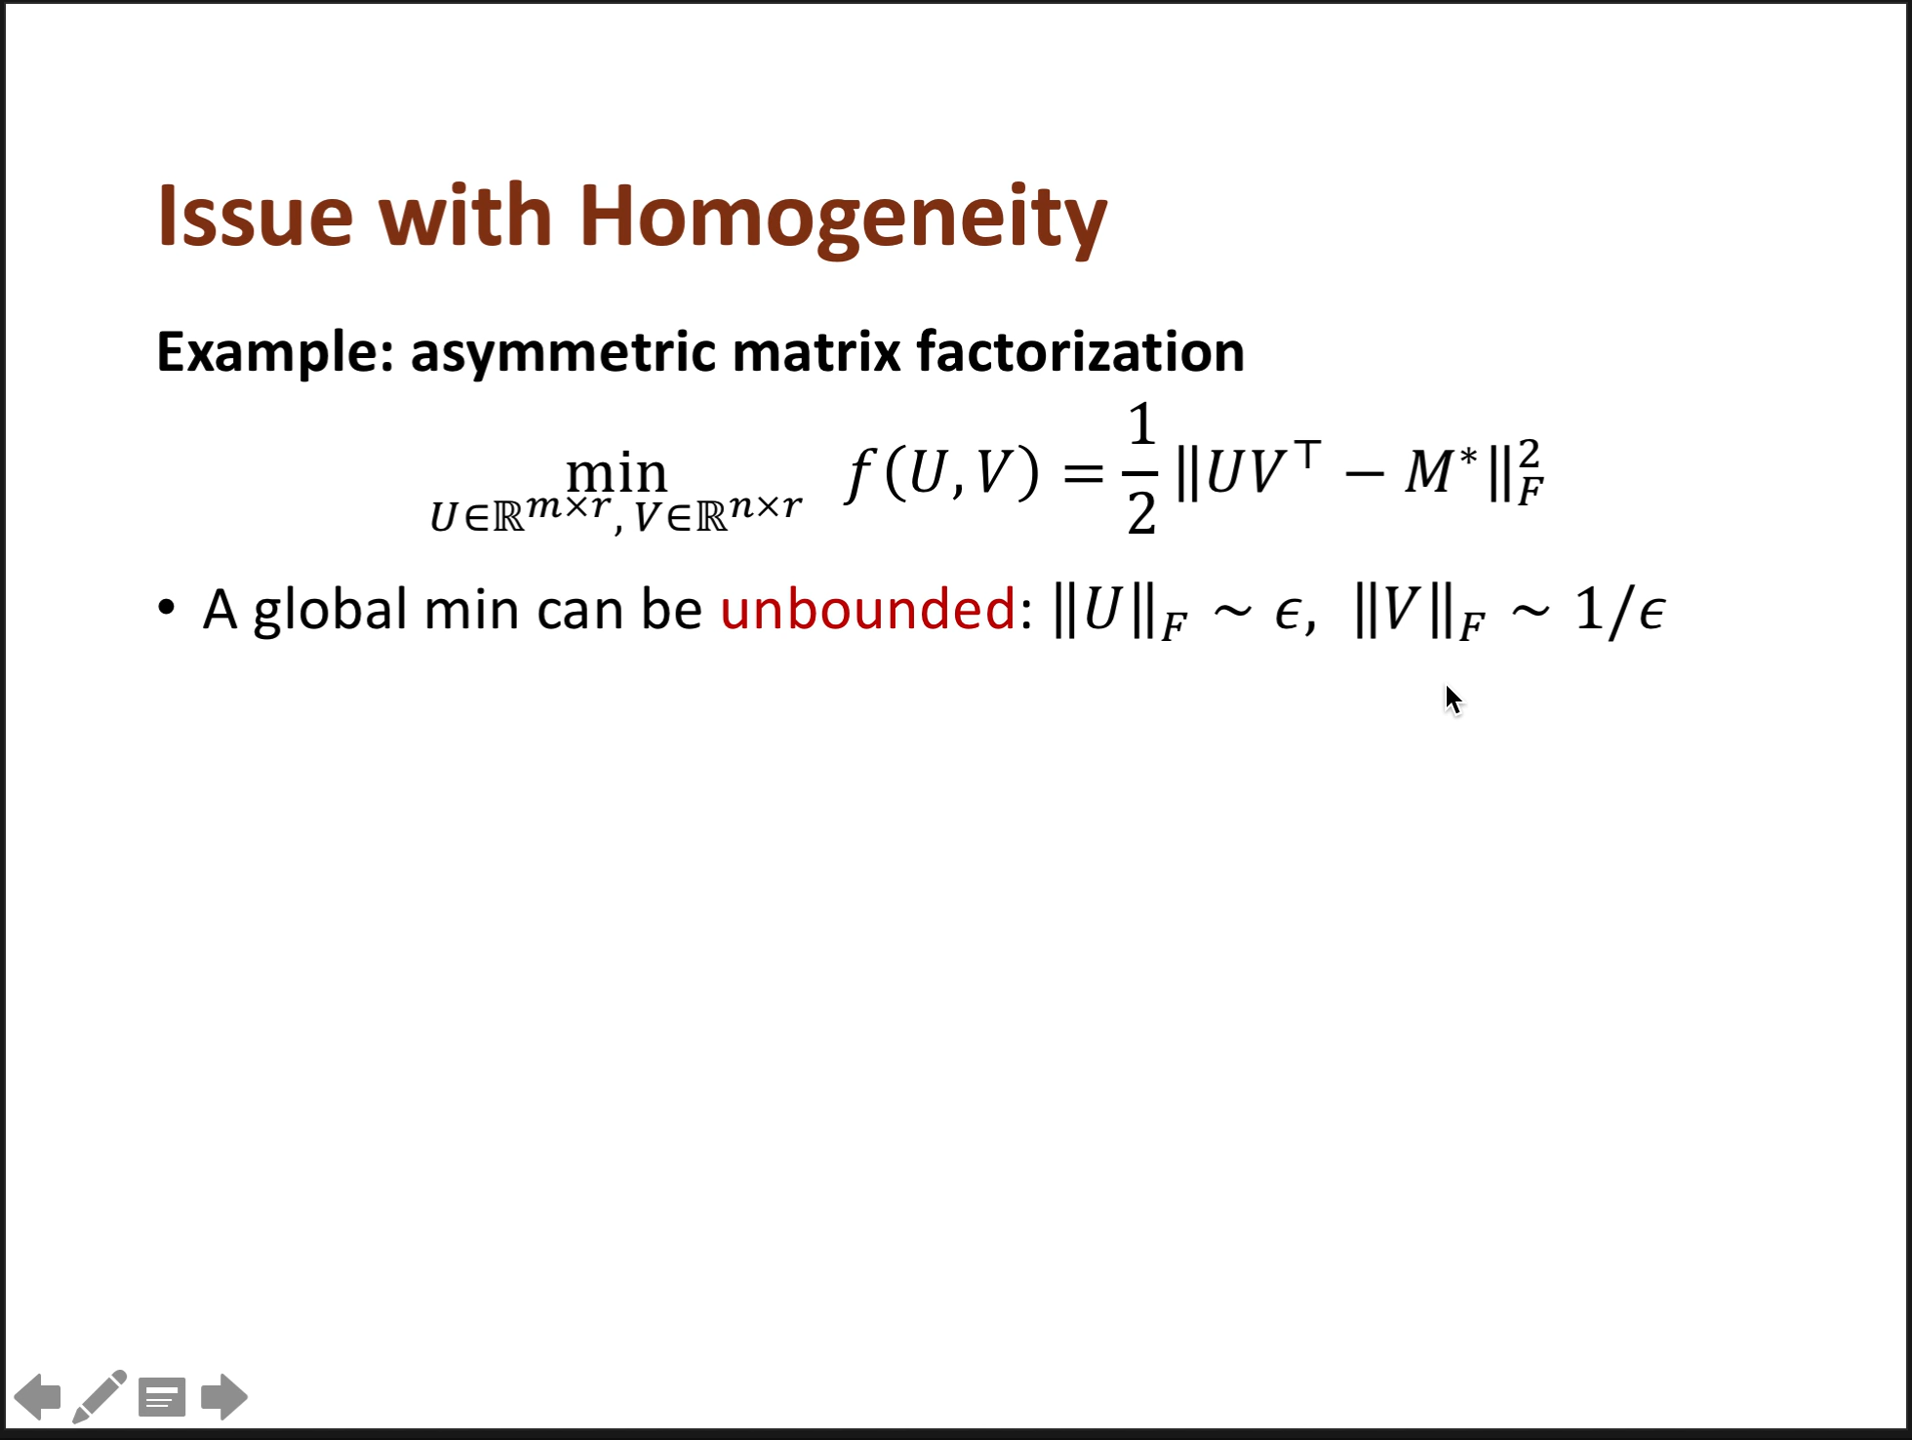 Issue with Homogeneity
Example: asymmetric matrix factorization
min_{U∈ℝ^{m×r}, V∈ℝ^{n×r}} f(U, V) = 1/2 ‖UV^⊤ − M^*‖_F^2
• A global min can be unbounded: ‖U‖_F ~ ϵ, ‖V‖_F ~ 1/ϵ